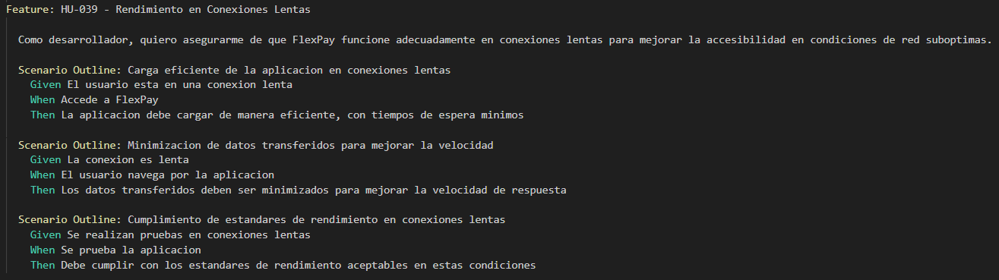 Feature: HU-039 - Rendimiento en Conexiones Lentas
Como desarrollador, quiero asegurarme de que FlexPay funcione adecuadamente en conexiones lentas para mejorar la accesibilidad en condiciones de red suboptimas.
Scenario Outline: Carga eficiente de la aplicacion en conexiones lentas
Given El usuario esta en una conexion lenta
When Accede a FlexPay
Then La aplicacion debe cargar de manera eficiente, con tiempos de espera minimos
Scenario Outline: Minimizacion de datos transferidos para mejorar la velocidad
Given La conexion es lenta
When El usuario navega por la aplicacion
Then Los datos transferidos deben ser minimizados para mejorar la velocidad de respuesta
Scenario Outline: Cumplimiento de estandares de rendimiento en conexiones lentas
Given Se realizan pruebas en conexiones lentas
When Se prueba la aplicacion
Then Debe cumplir con los estandares de rendimiento aceptables en estas condiciones